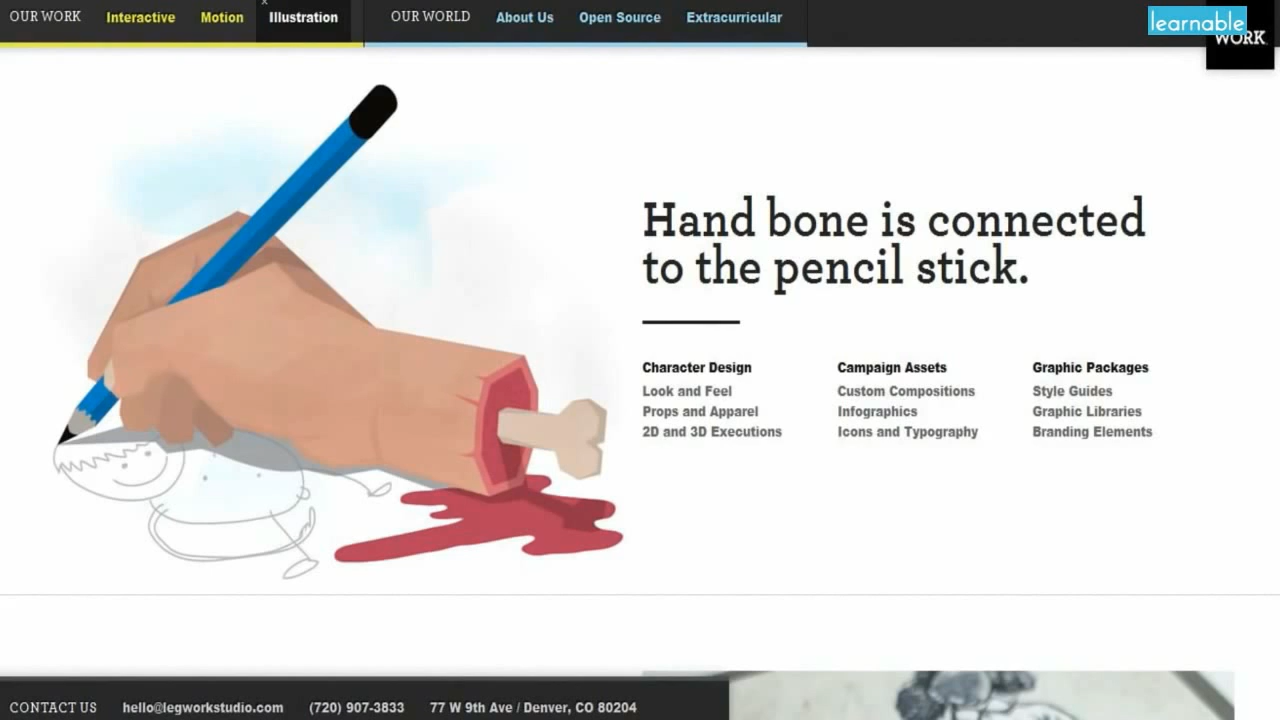 OUR WORK Interactive Motion x Illustration OUR WORLD About Us Open Source Extracurricular
learnable
WORK
Hand bone is connected
to the pencil stick.
Character Design
Look and Feel
Props and Apparel
2D and 3D Executions
Campaign Assets
Custom Compositions
Infographics
Icons and Typography
Graphic Packages
Style Guides
Graphic Libraries
Branding Elements
CONTACT US hello@legworkstudio.com (720) 907-3833 77 W 9th Ave / Denver, CO 80204